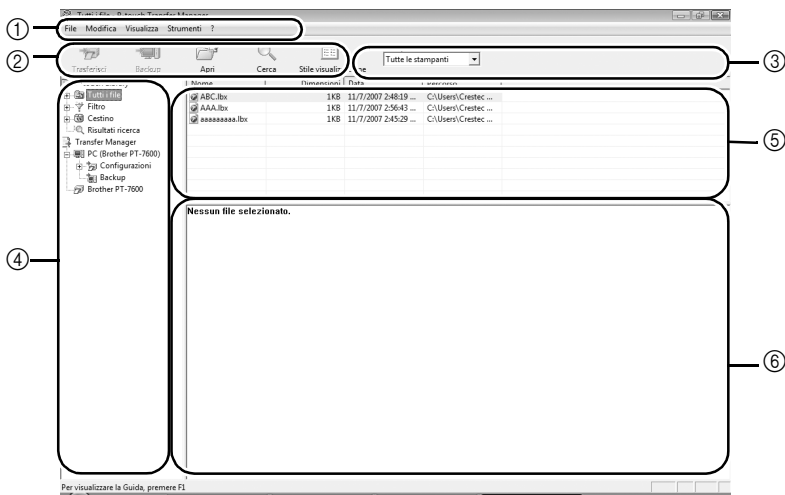 Tutti i file - P-touch Transfer Manager
File Modifica Visualizza Strumenti ?
①
②
Trasferisci Backup Apri Cerca Stile visualiz
Tutte le stampanti
③
Nome Dimensioni Data Percorso
Tutti i file
Filtro
Cestino
Risultati ricerca
Transfer Manager
PC (Brother PT-7600)
Configurazioni
Backup
Brother PT-7600
④
ABC.lbx 1KB 11/7/2007 2:48:19 ... C:\Users\Crestec ...
AAA.lbx 1KB 11/7/2007 2:56:43 ... C:\Users\Crestec ...
aaaaaaaaa.lbx 1KB 11/7/2007 2:45:29 ... C:\Users\Crestec ...
⑤
Nessun file selezionato.
⑥
Per visualizzare la Guida, premere F1